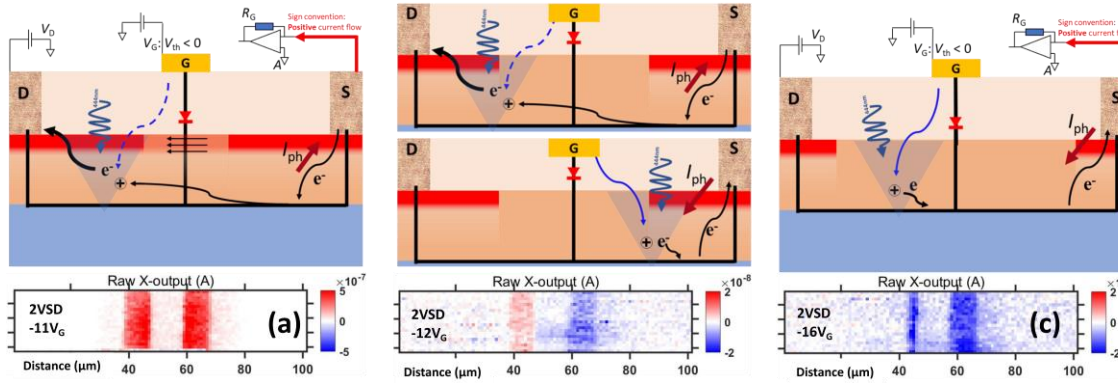 V_D
V_G: V_th < 0
R_G
A
Sign convention:
Positive current flow
G
D
S
444nm
e-
+
I_ph
e-
Raw X-output (A)
×10^-7
5
0
-5
2VSD
-11V_G
(a)
20 40 60 80 100
Distance (µm)
G
D
S
444nm
e-
+
I_ph
e-
G
D
S
444nm
I_ph
+
e-
e-
Raw X-output (A)
×10^-8
2
0
-2
2VSD
-12V_G
20 40 60 80 100
Distance (µm)
V_D
V_G: V_th < 0
R_G
A
Sign convention:
Positive current f
G
D
S
444nm
I_ph
+
e
e-
Raw X-output (A)
2
0
2VSD
-16V_G
(c)
20 40 60 80 100
Distance (µm)